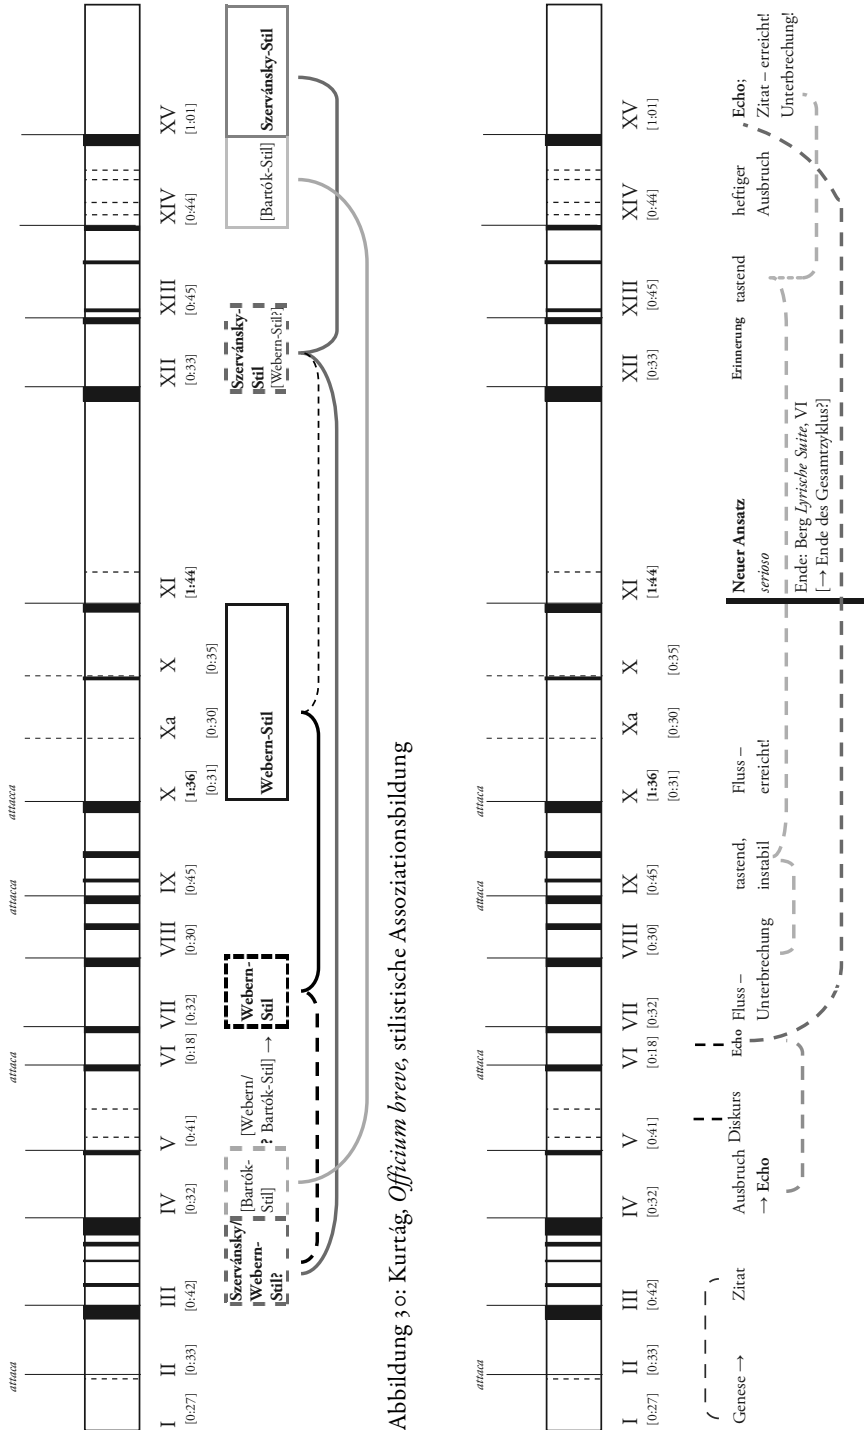 attaca attaca attacca attacca
I II III IV V VI VII VIII IX X Xa X XI XII XIII XIV XV
[0:27] [0:33] [0:42] [0:32] [0:41] [0:18] [0:32] [0:30] [0:45] [1:36] [1:44] [0:33] [0:45] [0:44] [1:01]
[0:31] [0:30] [0:35]
Szervánsky/
Webern-
Stil?
[Bartók-
Stil]
[Webern/
? Bartók-Stil] →
Webern-
Stil
Webern-Stil
Szervánsky-
Stil
[Webern-Stil?]
[Bartók-Stil]
Szervánsky-Stil
Abbildung 30: Kurtág, Officium breve, stilistische Assoziationsbildung
attaca attaca attacca attacca
I II III IV V VI VII VIII IX X Xa X XI XII XIII XIV XV
[0:27] [0:33] [0:42] [0:32] [0:41] [0:18] [0:32] [0:30] [0:45] [1:36] [1:44] [0:33] [0:45] [0:44] [1:01]
[0:31] [0:30] [0:35]
Genese →
Zitat
Ausbruch
→ Echo
Diskurs
Echo
Fluss –
Unterbrechung
tastend,
instabil
Fluss –
erreicht!
Neuer Ansatz
serioso
Ende: Berg Lyrische Suite, VI
[→ Ende des Gesamtzyklus?]
Erinnerung
tastend
heftiger
Ausbruch
Echo;
Zitat – erreicht!
Unterbrechung!